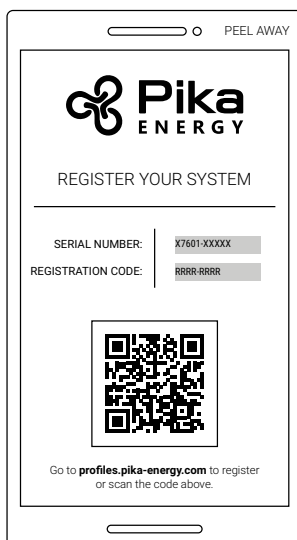 PEEL AWAY
Pika
ENERGY
REGISTER YOUR SYSTEM
SERIAL NUMBER: X7601-XXXXX
REGISTRATION CODE: RRRR-RRRR
Go to profiles.pika-energy.com to register
or scan the code above.